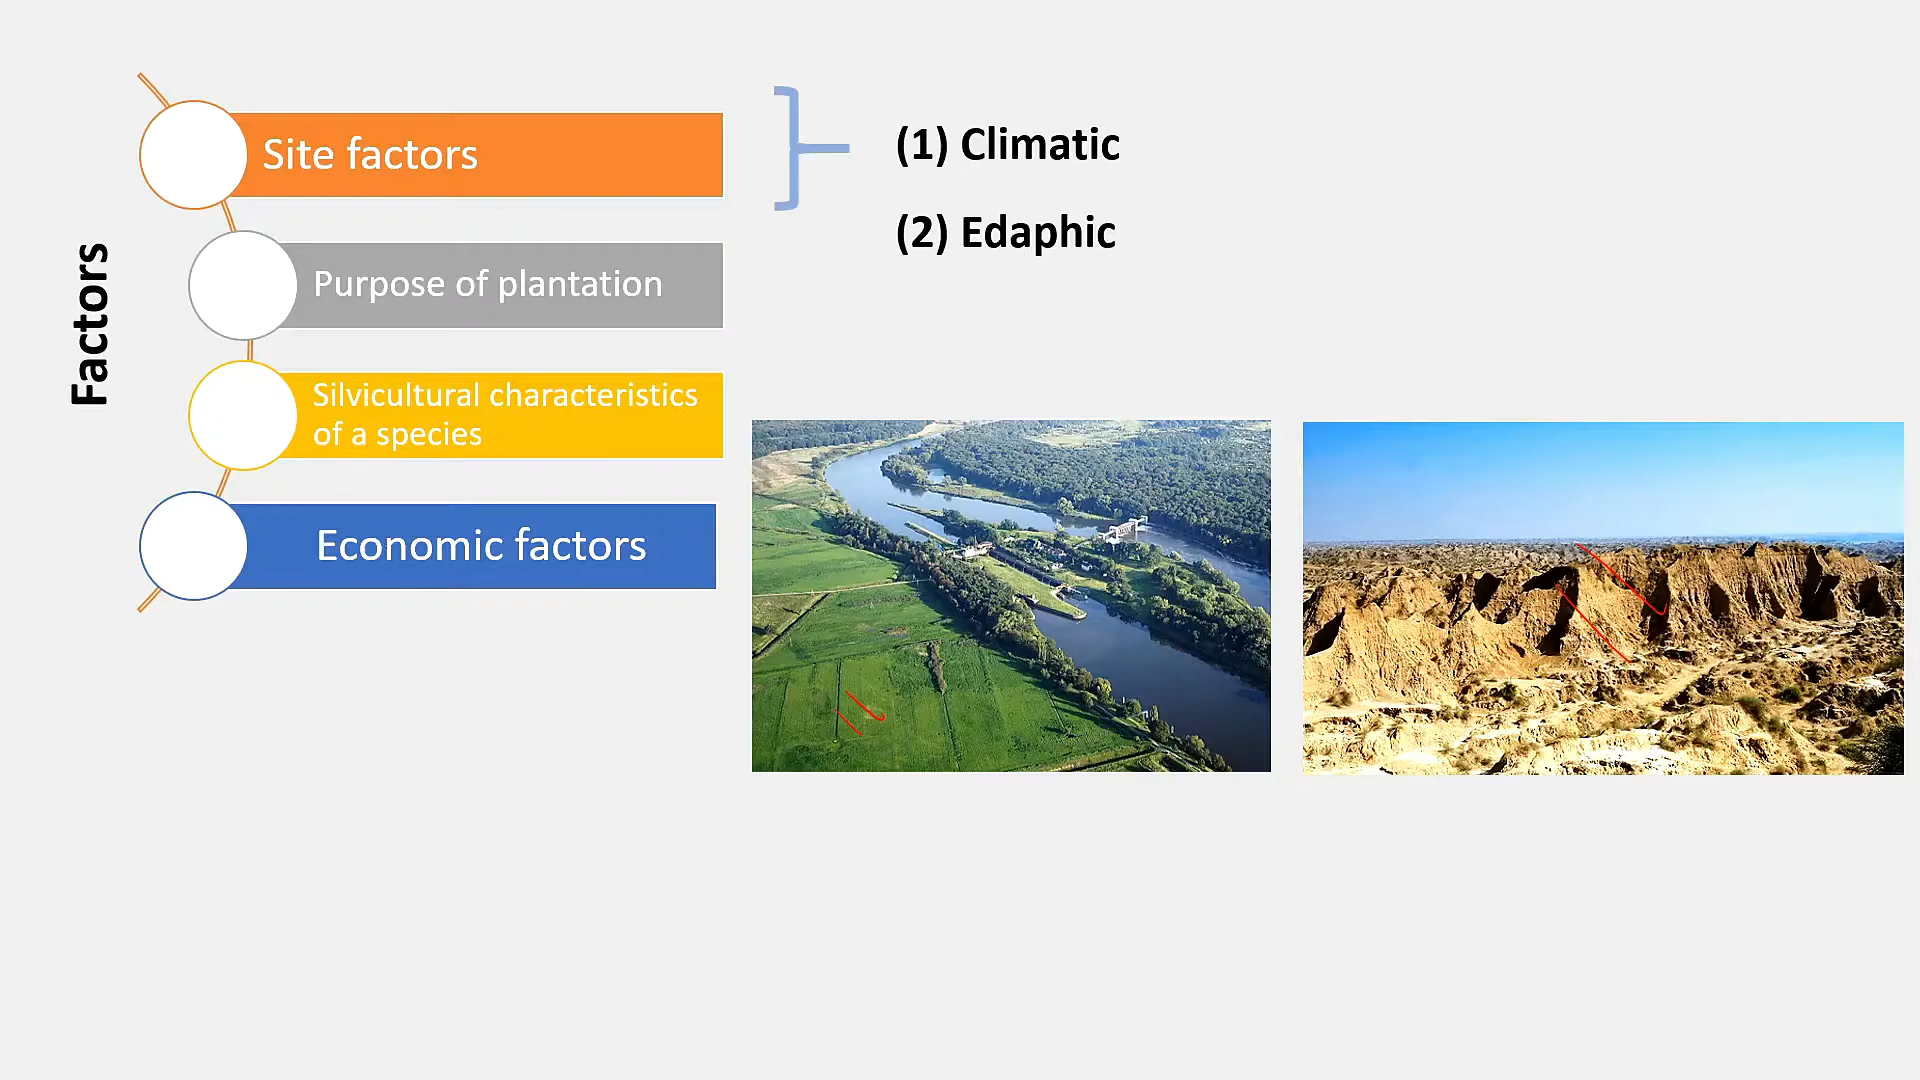 Factors
Site factors
Purpose of plantation
Silvicultural characteristics
of a species
Economic factors
(1) Climatic
(2) Edaphic